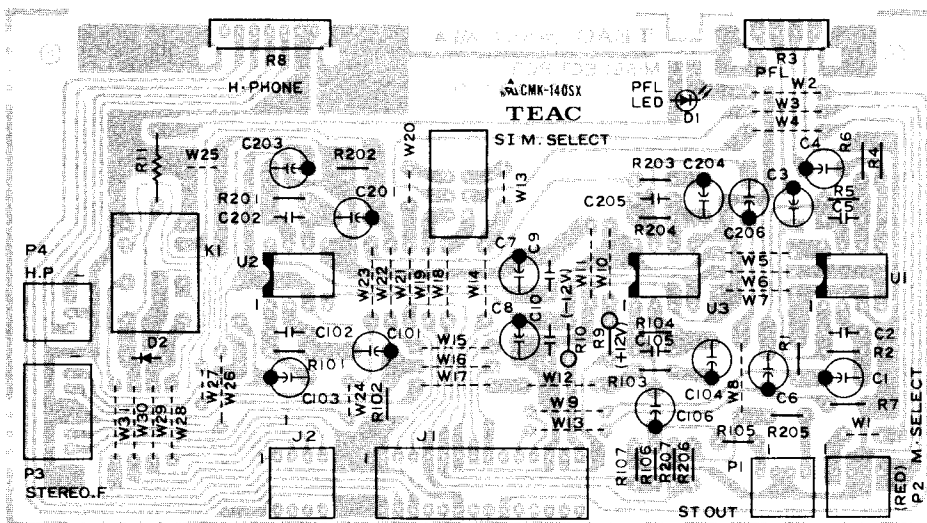 R8
H-PHONE
CMK-140SX
TEAC
PFL
LED
D1
R3
PFL
W2
W3
W4
SIM. SELECT
W20
W13
R11
W25
C203
R202
R201
C202
C201
R203
C204
C205
R204
C206
C3
C4
R6
R4
R5
C5
P4
H.P
K1
U2
W23
W22
W21
W19
W18
W14
C7
C9
C8
C10
(-12V)
W11
W10
R10
R9
(+12V)
U3
W5
W6
W7
U1
D2
C102
R101
C103
C101
R102
W24
W27
W26
W15
W16
W17
W12
W9
W13
R104
C105
R103
C104
C106
W8
R1
C6
C2
R2
C1
R7
W1
M. SELECT
W31
W30
W29
W28
P3
STEREO.F
J2
J1
R107
R106
R207
R206
R105
R205
P1
ST OUT
(RED)
P2